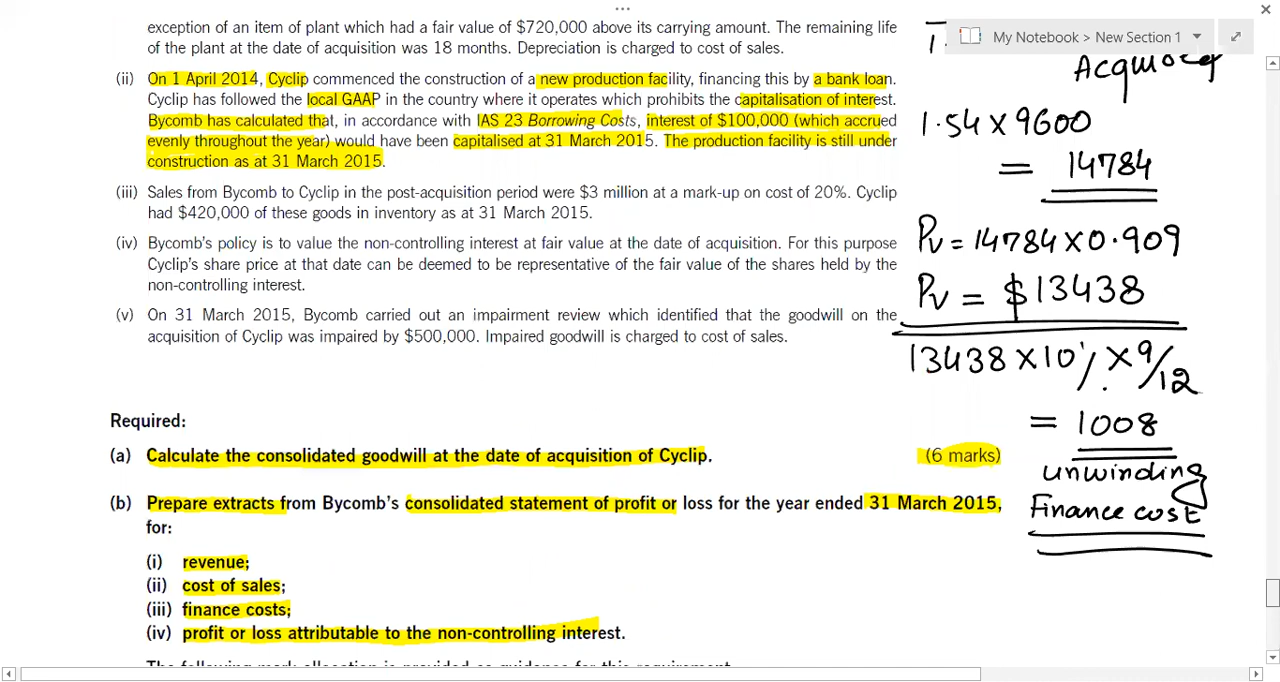 exception of an item of plant which had a fair value of $720,000 above its carrying amount. The remaining life
of the plant at the date of acquisition was 18 months. Depreciation is charged to cost of sales.
(ii) On 1 April 2014, Cyclip commenced the construction of a new production facility, financing this by a bank loan.
Cyclip has followed the local GAAP in the country where it operates which prohibits the capitalisation of interest.
Bycomb has calculated that, in accordance with IAS 23 Borrowing Costs, interest of $100,000 (which accrued
evenly throughout the year) would have been capitalised at 31 March 2015. The production facility is still under
construction as at 31 March 2015.
(iii) Sales from Bycomb to Cyclip in the post-acquisition period were $3 million at a mark-up on cost of 20%. Cyclip
had $420,000 of these goods in inventory as at 31 March 2015.
(iv) Bycomb's policy is to value the non-controlling interest at fair value at the date of acquisition. For this purpose
Cyclip's share price at that date can be deemed to be representative of the fair value of the shares held by the
non-controlling interest.
(v) On 31 March 2015, Bycomb carried out an impairment review which identified that the goodwill on the
acquisition of Cyclip was impaired by $500,000. Impaired goodwill is charged to cost of sales.
Required:
(a) Calculate the consolidated goodwill at the date of acquisition of Cyclip. (6 marks)
(b) Prepare extracts from Bycomb's consolidated statement of profit or loss for the year ended 31 March 2015,
for:
(i) revenue;
(ii) cost of sales;
(iii) finance costs;
(iv) profit or loss attributable to the non-controlling interest.
The following mark allocation is provided as guidance for this requirement
My Notebook > New Section 1
Acquired
1.54 × 9600
= 14784
PV = 14784 × 0.909
PV = $13438
13438 × 10% × 9/12
= 1008
unwinding
Finance cost